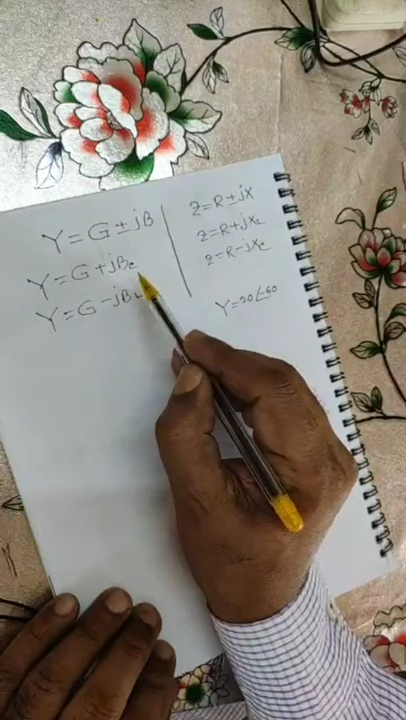 Y = G ± jB
Y = G + jBc
Y = G - jBL
Z = R ± jX
Z = R + jXL
Z = R - jXc
Y = 20∠60